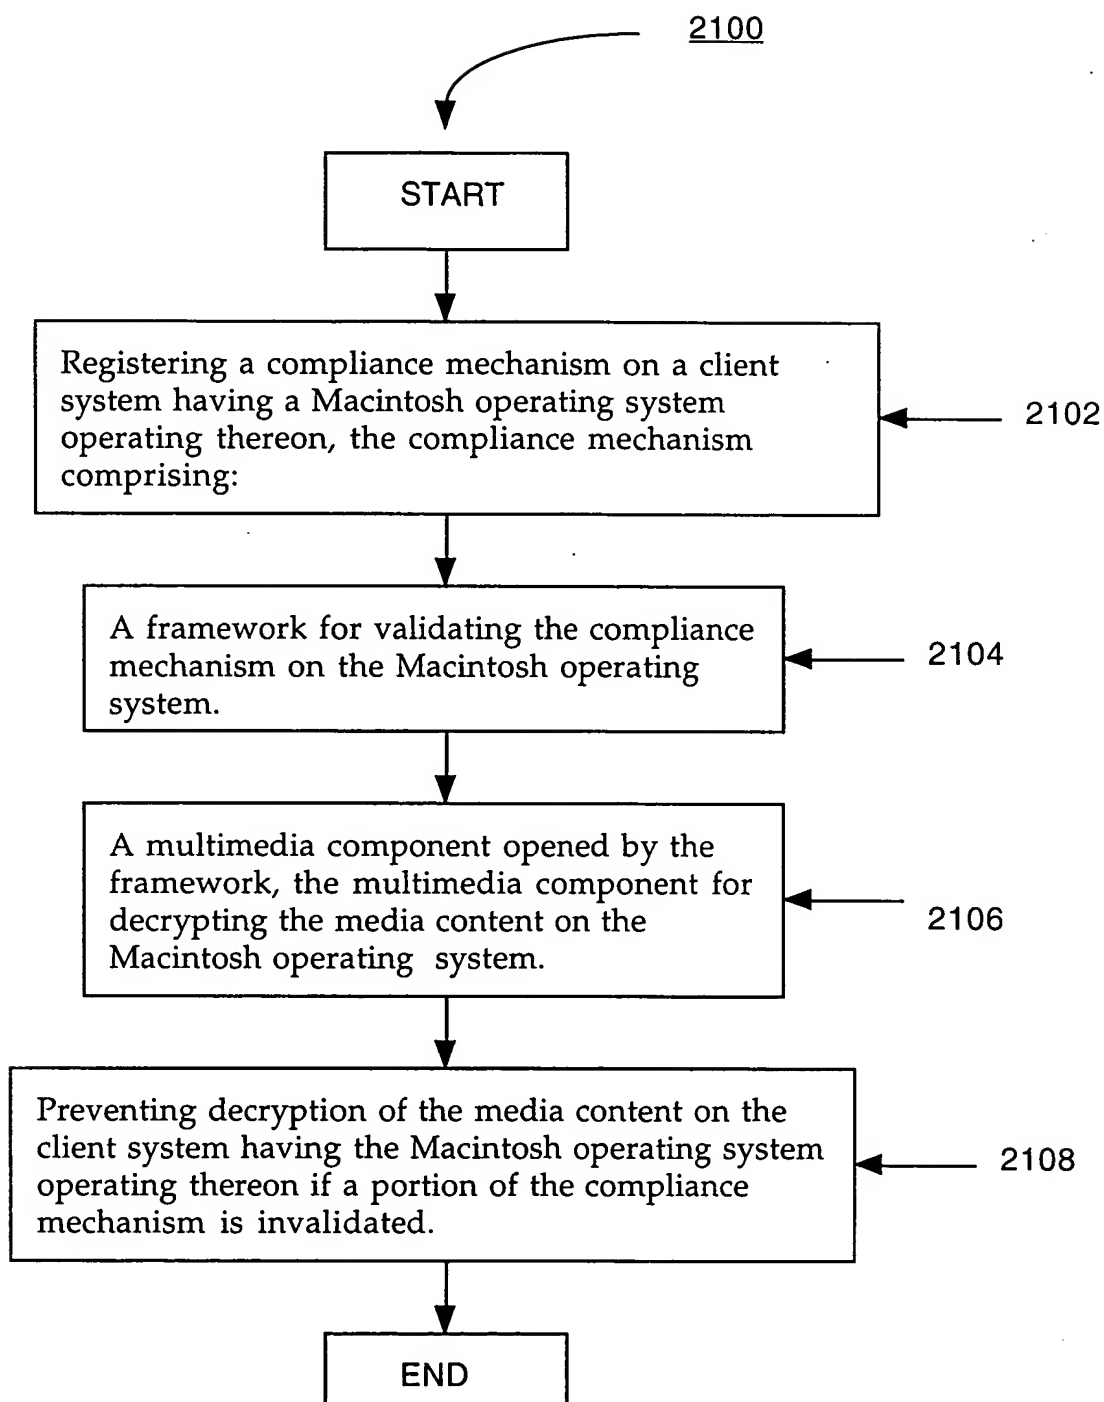 2100
START
Registering a compliance mechanism on a client
system having a Macintosh operating system
operating thereon, the compliance mechanism
comprising:
2102
A framework for validating the compliance
mechanism on the Macintosh operating
system.
2104
A multimedia component opened by the
framework, the multimedia component for
decrypting the media content on the
Macintosh operating system.
2106
Preventing decryption of the media content on the
client system having the Macintosh operating system
operating thereon if a portion of the compliance
mechanism is invalidated.
2108
END